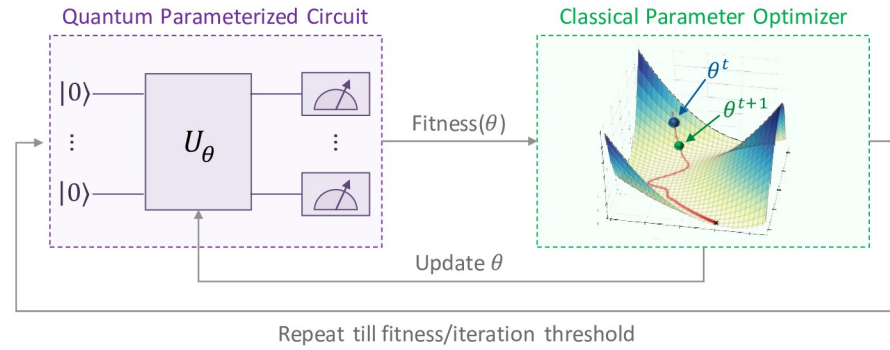 Quantum Parameterized Circuit
Classical Parameter Optimizer
|0⟩
⋮
|0⟩
U_θ
⋮
Fitness(θ)
θ^t
θ^{t+1}
Update θ
Repeat till fitness/iteration threshold